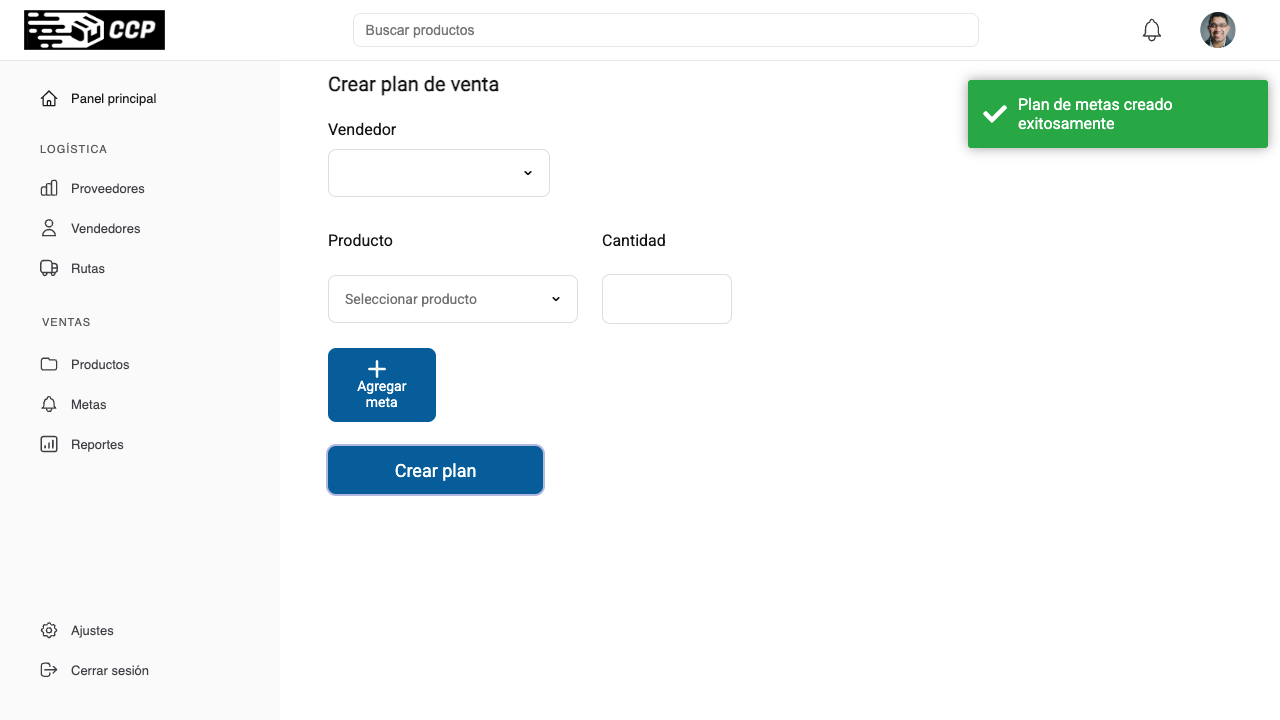 CCP
Buscar productos
Panel principal
LOGÍSTICA
Proveedores
Vendedores
Rutas
VENTAS
Productos
Metas
Reportes
Ajustes
Cerrar sesión
Crear plan de venta
Vendedor
Producto
Cantidad
Seleccionar producto
Agregar
meta
Crear plan
Plan de metas creado
exitosamente